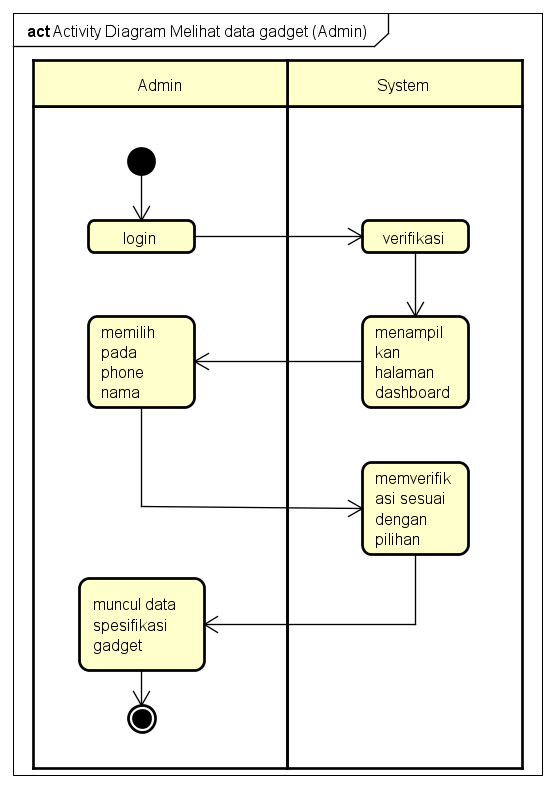 act Activity Diagram Melihat data gadget (Admin)
Admin
System
login
verifikasi
memilih
pada
phone
nama
menampil
kan
halaman
dashboard
memverifik
asi sesuai
dengan
pilihan
muncul data
spesifikasi
gadget